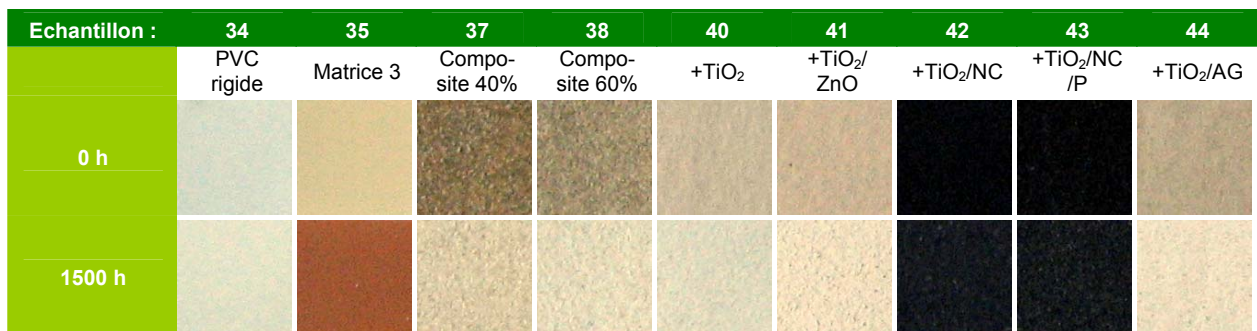 Echantillon : 34 35 37 38 40 41 42 43 44
PVC rigide Matrice 3 Compo-site 40% Compo-site 60% +TiO₂ +TiO₂/ZnO +TiO₂/NC +TiO₂/NC/P +TiO₂/AG
0 h
1500 h